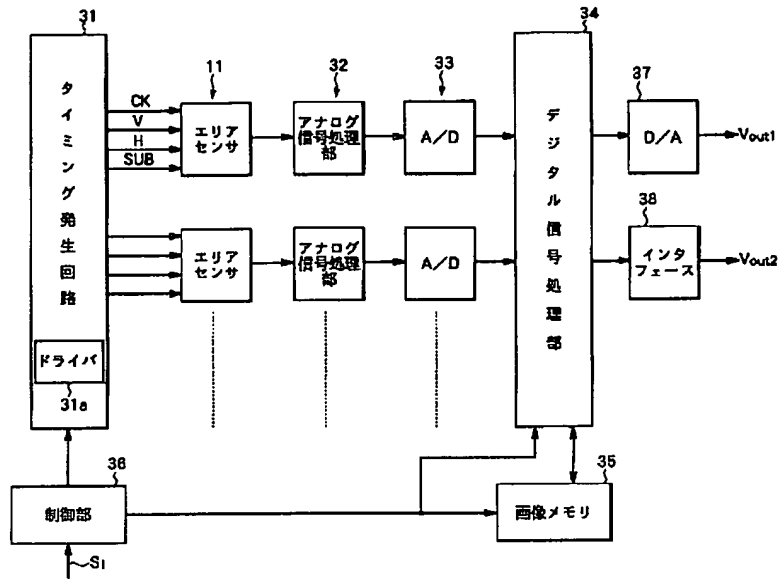 31
タイミング発生回路
ドライバ
31a
CK
V
H
SUB
11
エリア
センサ
32
アナログ
信号処理
部
33
A/D
エリア
センサ
アナログ
信号処理
部
A/D
34
デジタル信号処理部
37
D/A
Vout1
38
インタ
フェース
Vout2
36
制御部
S1
35
画像メモリ